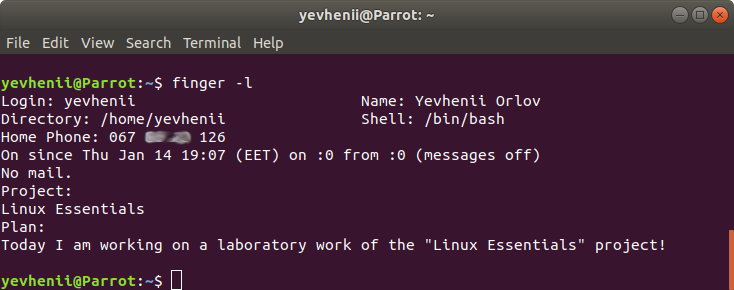 yevhenii@Parrot: ~
File Edit View Search Terminal Help
yevhenii@Parrot:~$ finger -l
Login: yevhenii Name: Yevhenii Orlov
Directory: /home/yevhenii Shell: /bin/bash
Home Phone: 067 126
On since Thu Jan 14 19:07 (EET) on :0 from :0 (messages off)
No mail.
Project:
Linux Essentials
Plan:
Today I am working on a laboratory work of the "Linux Essentials" project!
yevhenii@Parrot:~$